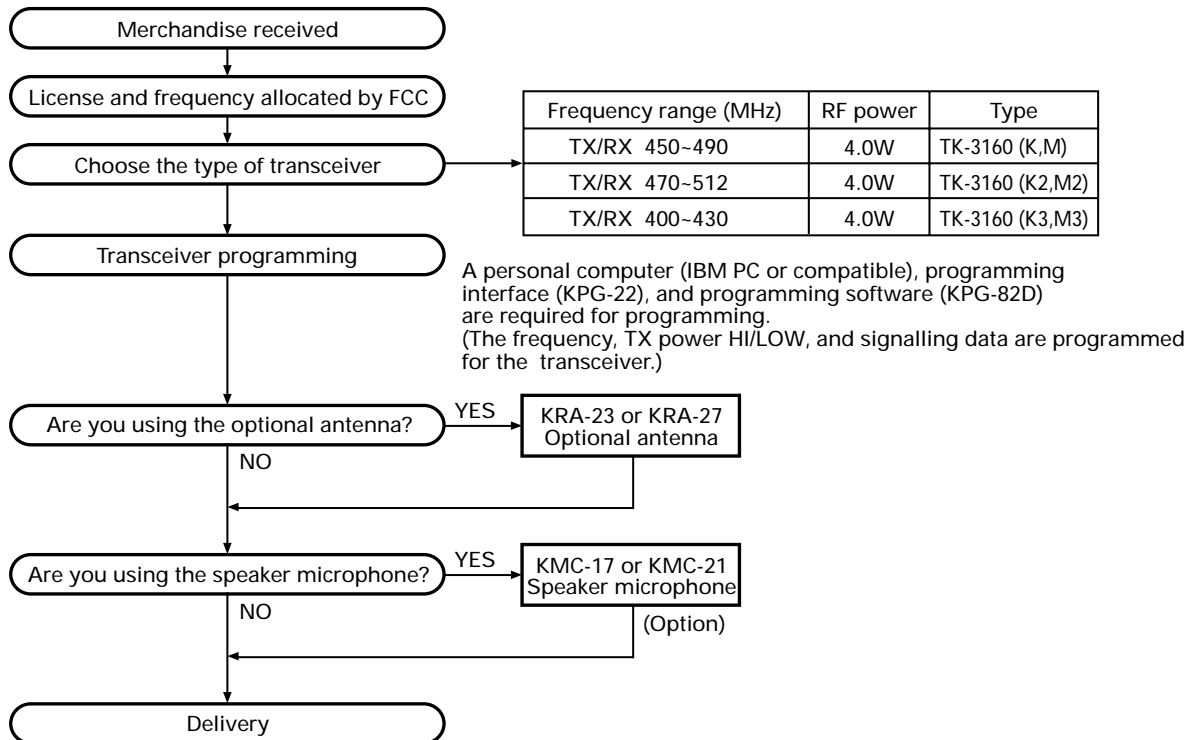 Merchandise received
License and frequency allocated by FCC
Choose the type of transceiver
Frequency range (MHz) RF power Type
TX/RX 450~490 4.0W TK-3160 (K,M)
TX/RX 470~512 4.0W TK-3160 (K2,M2)
TX/RX 400~430 4.0W TK-3160 (K3,M3)
Transceiver programming
A personal computer (IBM PC or compatible), programming
interface (KPG-22), and programming software (KPG-82D)
are required for programming.
(The frequency, TX power HI/LOW, and signalling data are programmed
for the transceiver.)
Are you using the optional antenna?
YES
KRA-23 or KRA-27
Optional antenna
NO
Are you using the speaker microphone?
YES
KMC-17 or KMC-21
Speaker microphone
NO
(Option)
Delivery